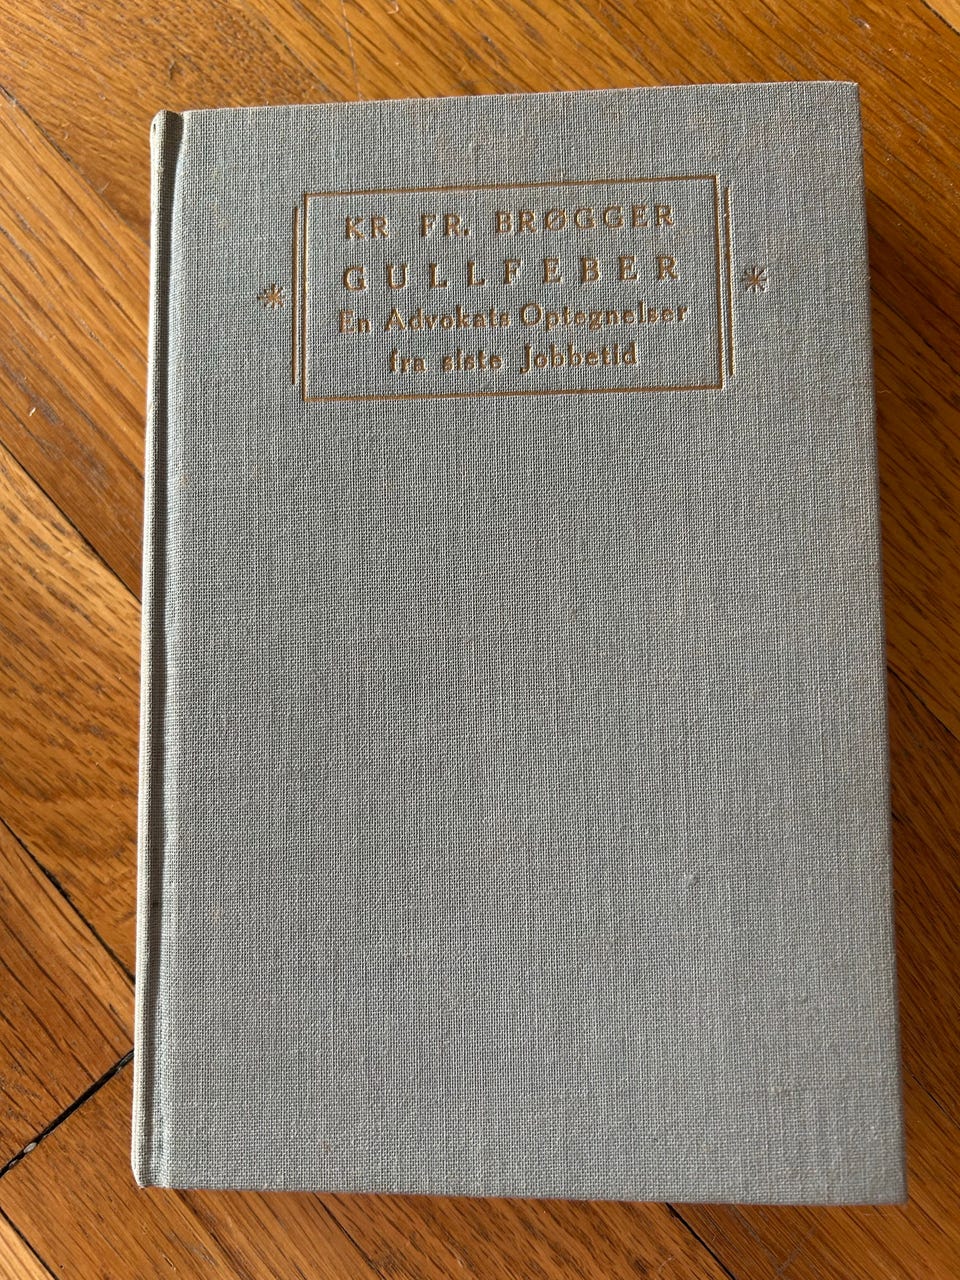 KR. FR. BRØGGER
GULLFEBER
En Advokats Optegnelser
fra siste Jobbetid